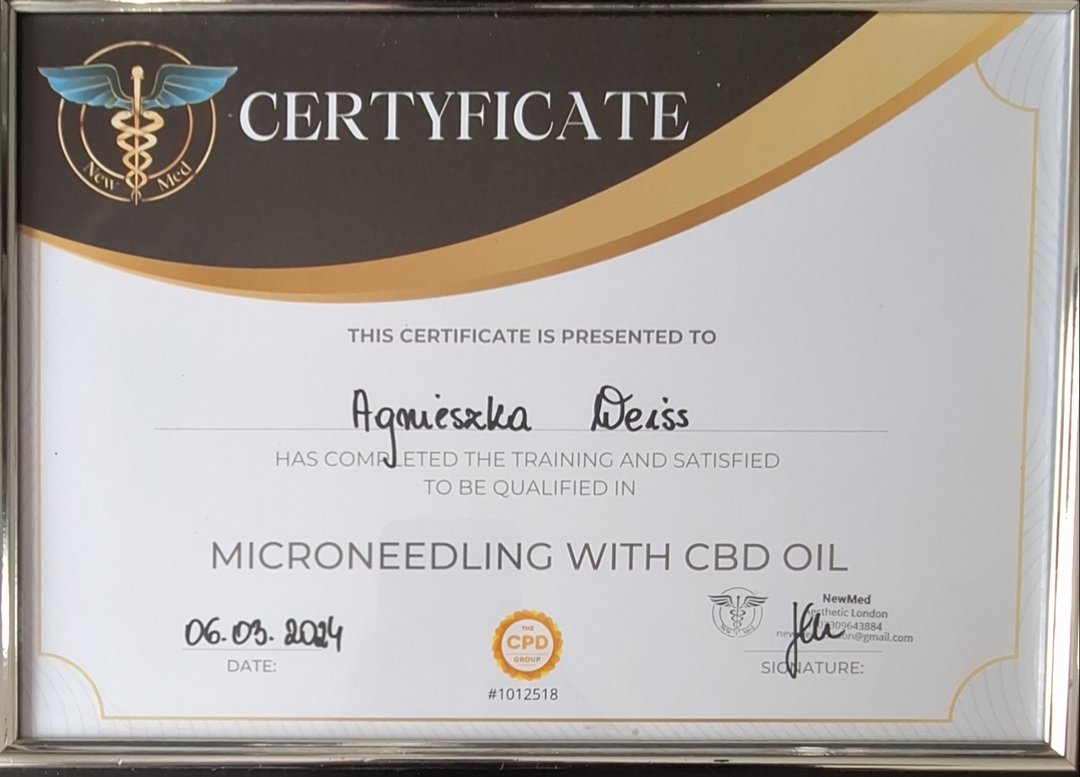 New Med
CERTYFICATE
THIS CERTIFICATE IS PRESENTED TO
Agnieszka Weiss
HAS COMPLETED THE TRAINING AND SATISFIED
TO BE QUALIFIED IN
MICRONEEDLING WITH CBD OIL
NewMed
Aesthetic London
06.03.2024
THE
CPD
GROUP
DATE:
SIGNATURE:
#1012518